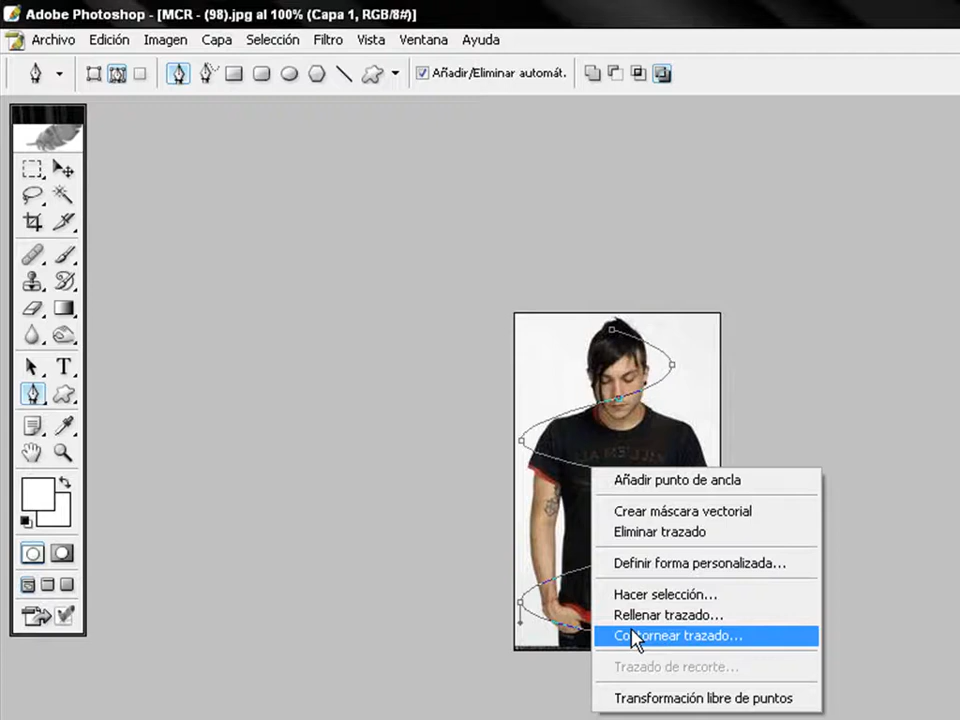 Adobe Photoshop - [MCR - (98).jpg al 100% (Capa 1, RGB/8#)]
Archivo Edición Imagen Capa Selección Filtro Vista Ventana Ayuda
Añadir/Eliminar automát.
Añadir punto de ancla
Crear máscara vectorial
Eliminar trazado
Definir forma personalizada...
Hacer selección...
Rellenar trazado...
Contornear trazado...
Trazado de recorte...
Transformación libre de puntos